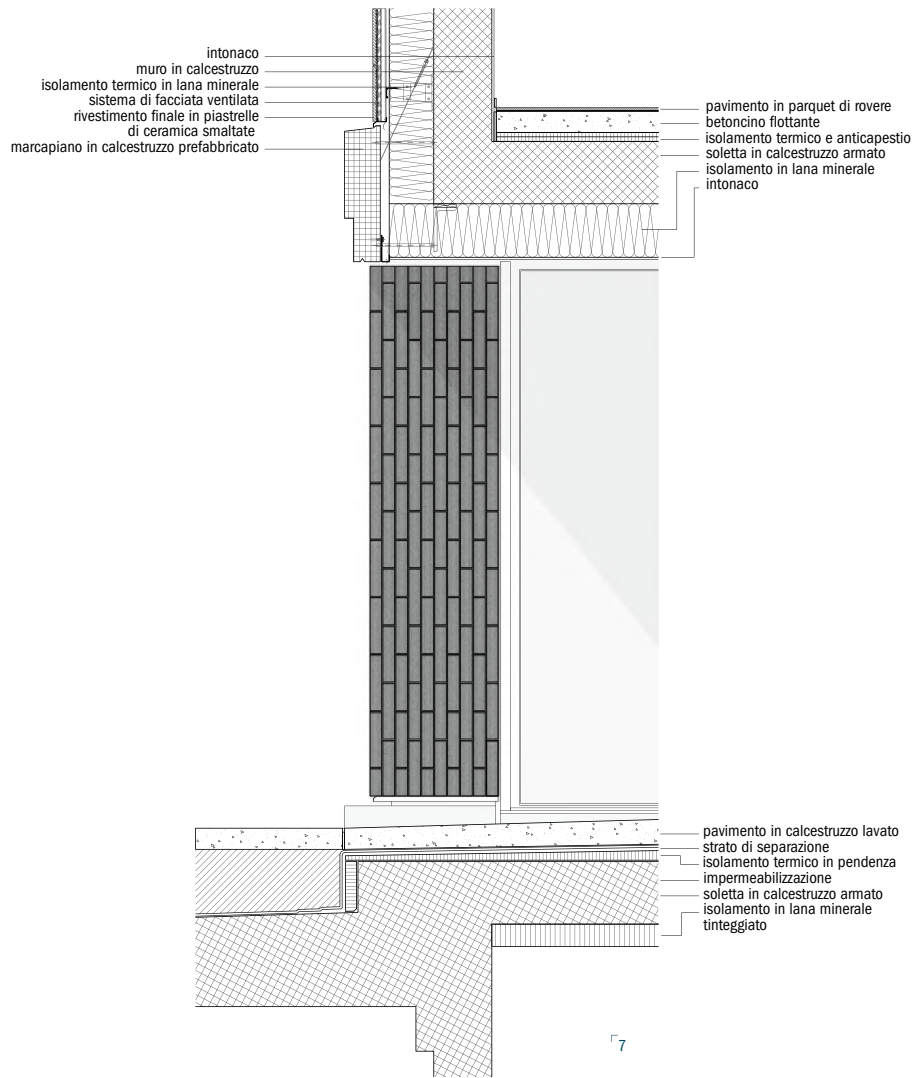 intonaco
muro in calcestruzzo
isolamento termico in lana minerale
sistema di facciata ventilata
rivestimento finale in piastrelle
di ceramica smaltate
marcapiano in calcestruzzo prefabbricato
pavimento in parquet di rovere
betoncino flottante
isolamento termico e anticapestio
soletta in calcestruzzo armato
isolamento in lana minerale
intonaco
pavimento in calcestruzzo lavato
strato di separazione
isolamento termico in pendenza
impermeabilizzazione
soletta in calcestruzzo armato
isolamento in lana minerale
tinteggiato
7